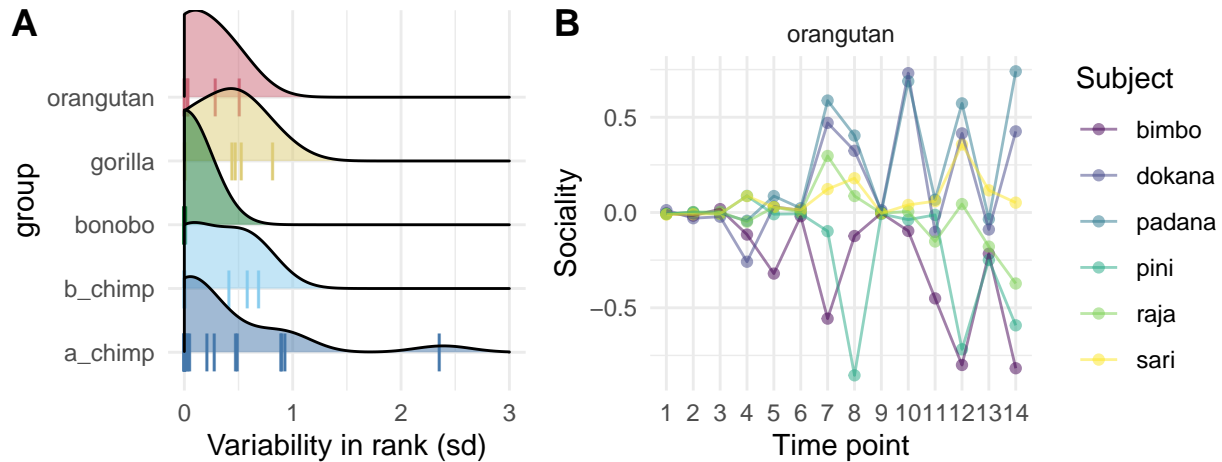 A
group
orangutan
gorilla
bonobo
b_chimp
a_chimp
0 1 2 3
Variability in rank (sd)
B
orangutan
Sociality
0.5
0.0
−0.5
1 2 3 4 5 6 7 8 9 10 11 12 13 14
Time point
Subject
bimbo
dokana
padana
pini
raja
sari